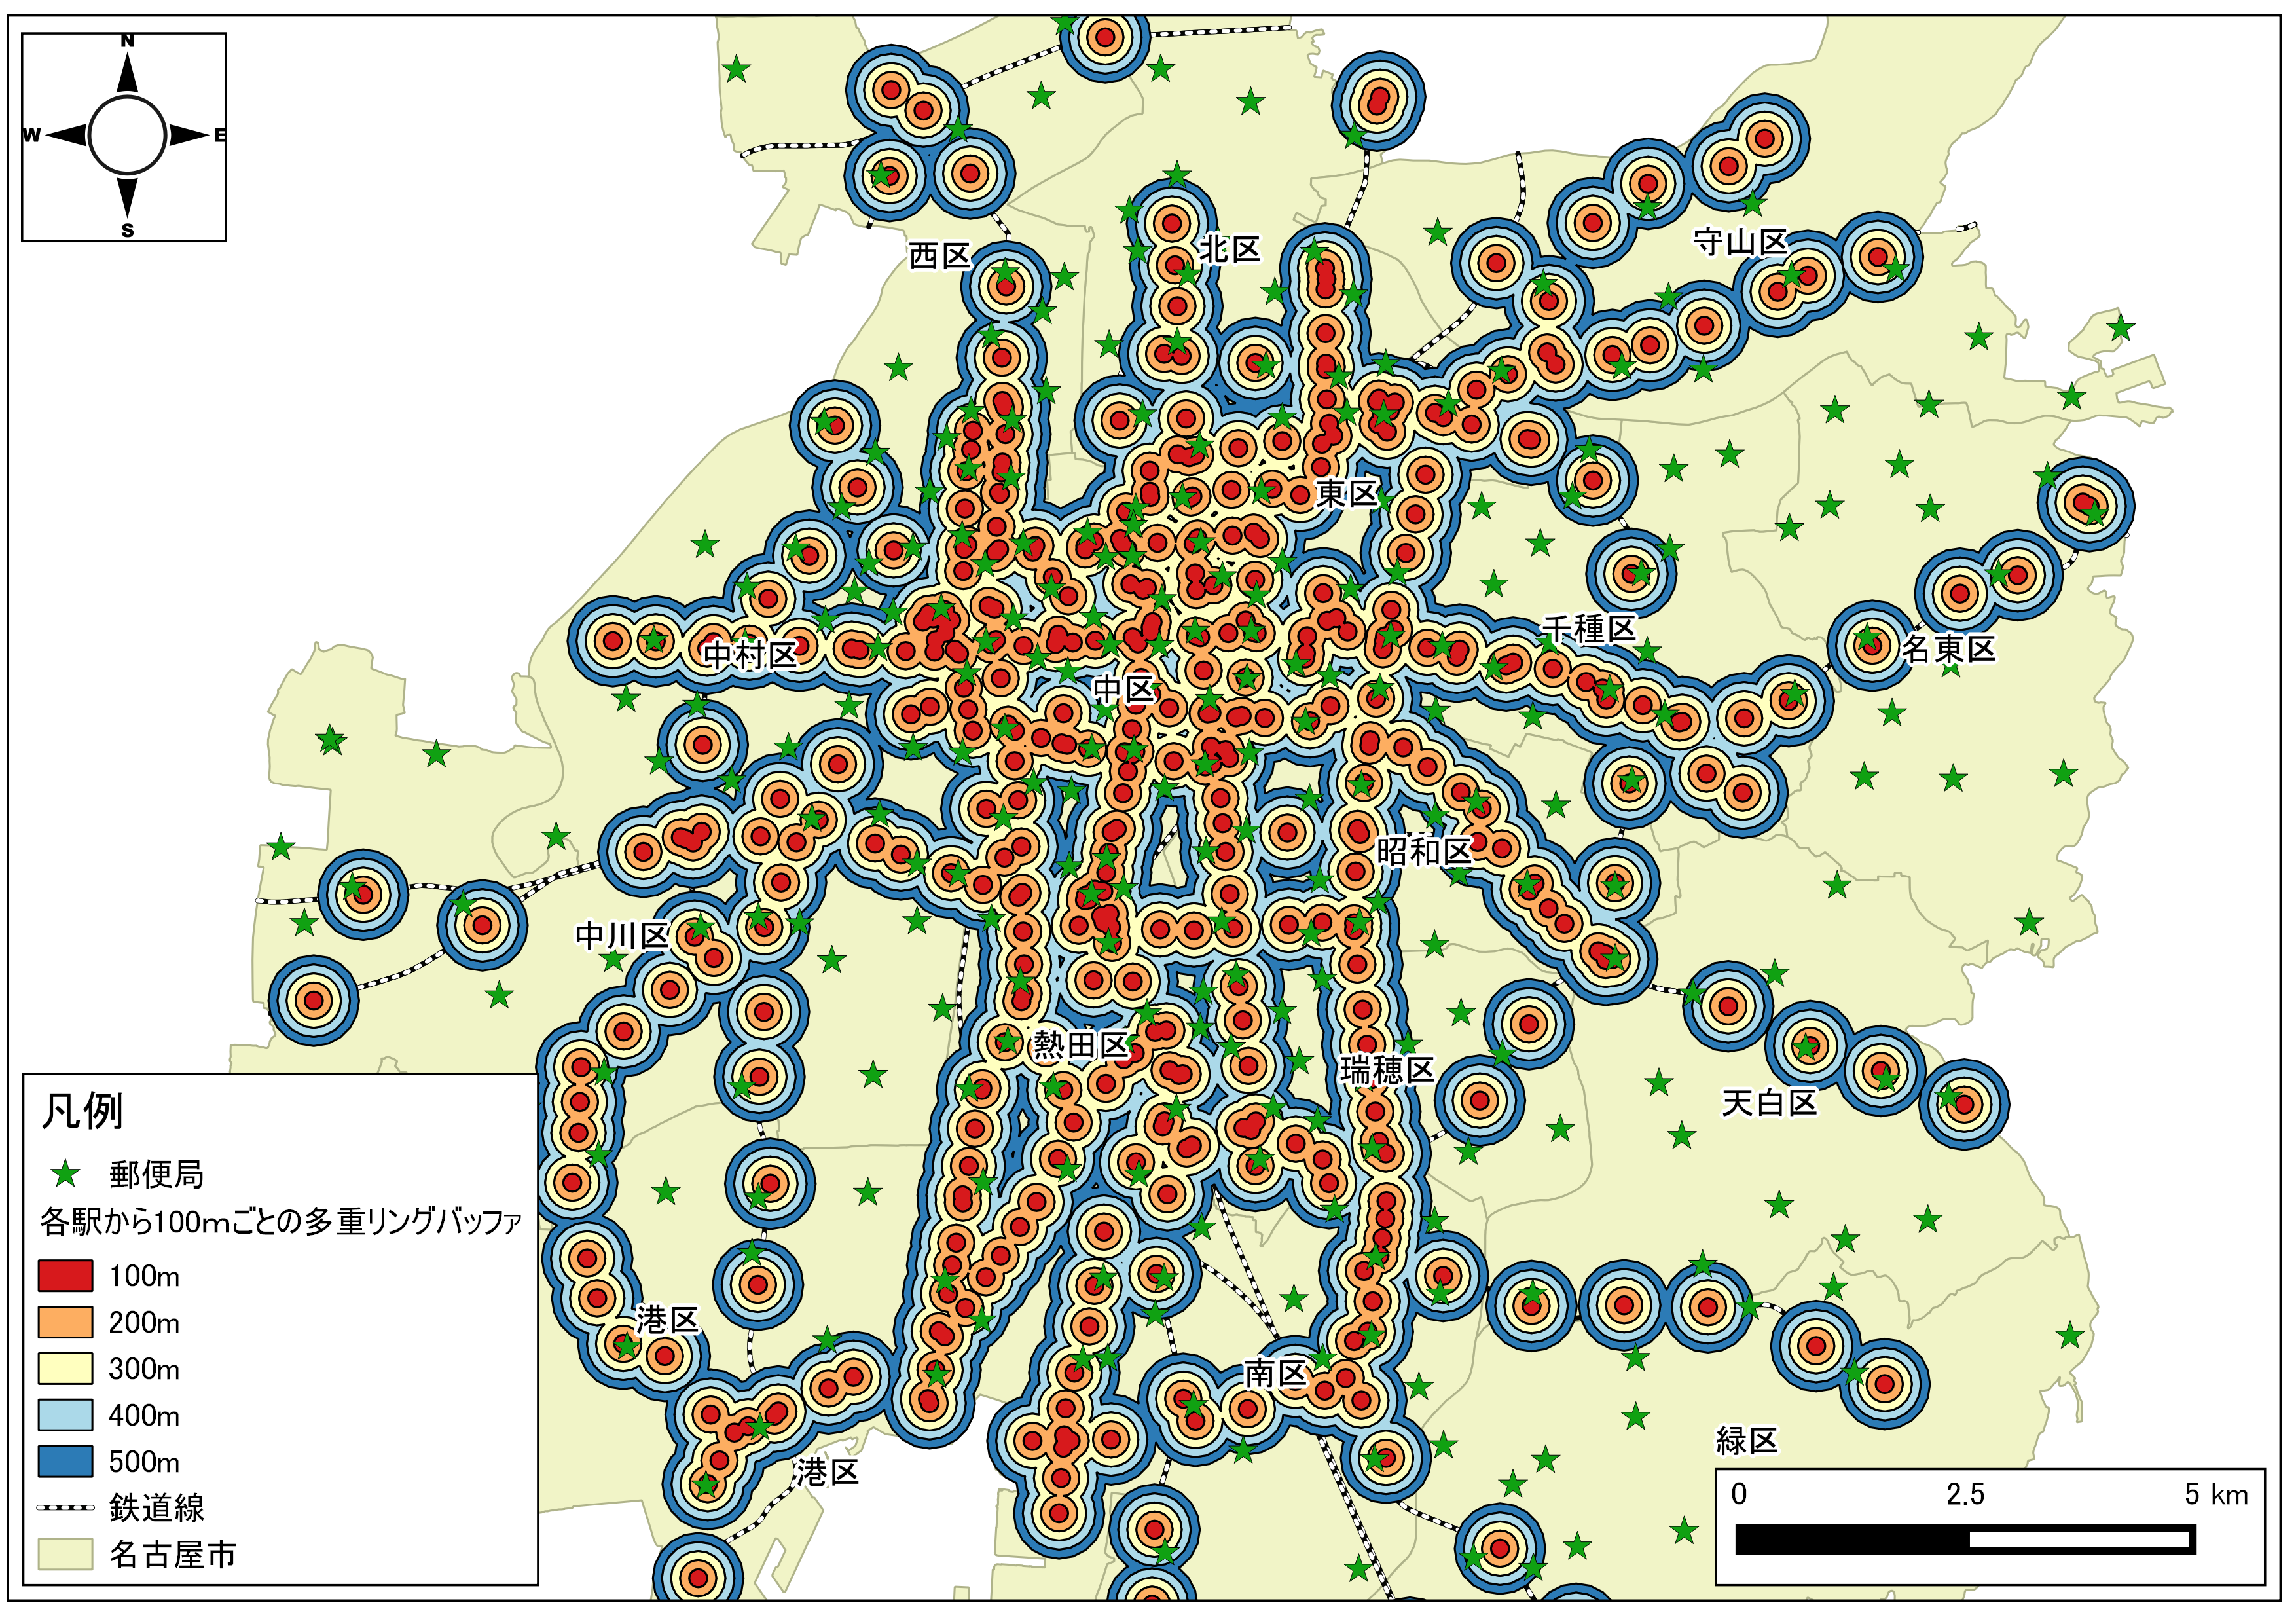 N
W E
S
西区
北区
守山区
東区
千種区
中村区
名東区
中区
昭和区
中川区
熱田区
瑞穂区
天白区
港区
南区
港区
緑区
凡例
郵便局
各駅から100mごとの多重リングバッファ
100m
200m
300m
400m
500m
鉄道線
名古屋市
0 2.5 5 km